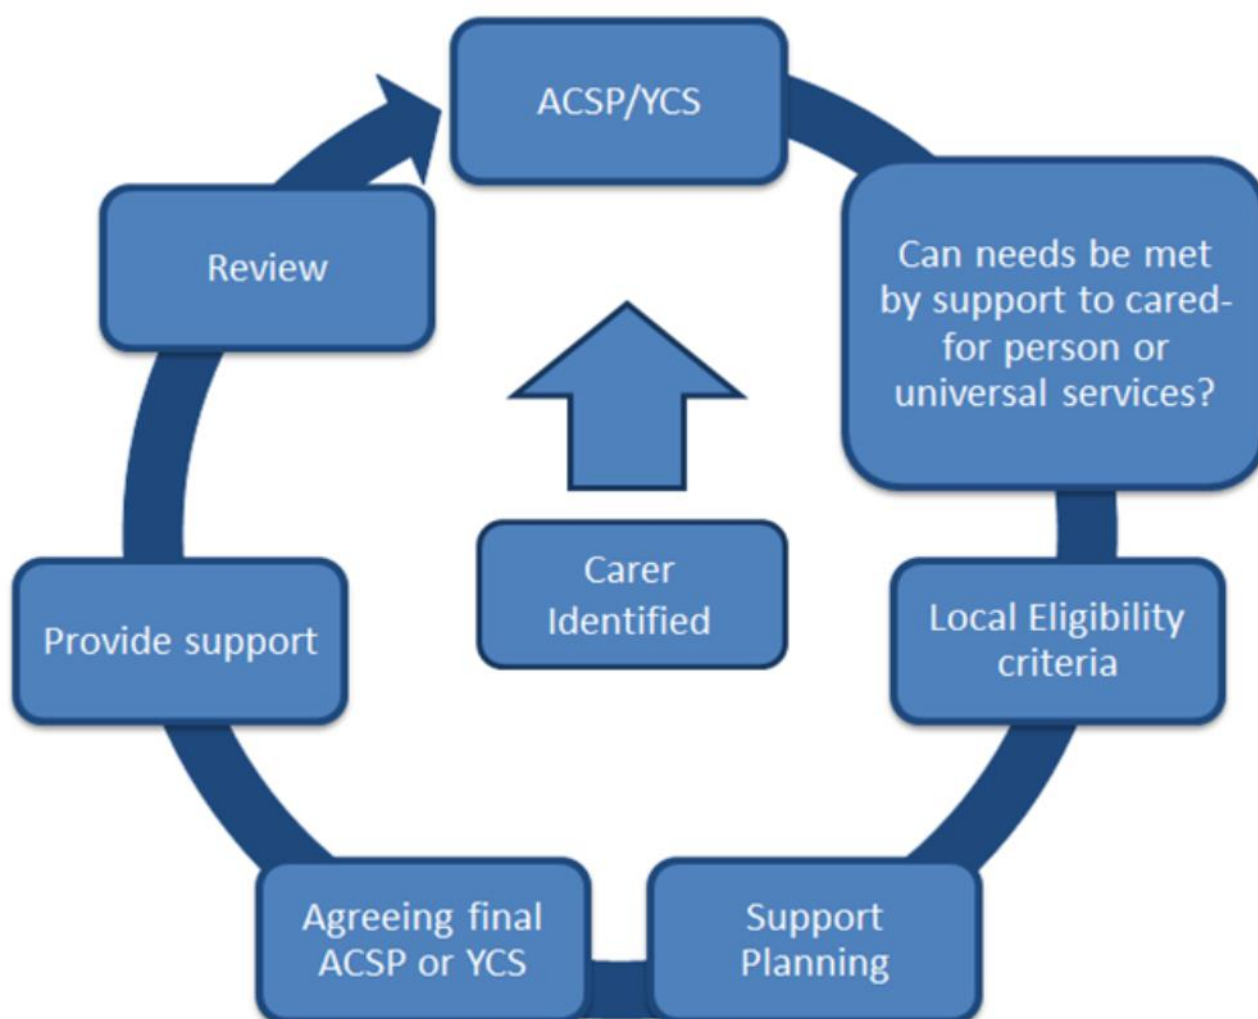 ACSP/YCS
Can needs be met
by support to cared-
for person or
universal services?
Local Eligibility
criteria
Support
Planning
Agreeing final
ACSP or YCS
Provide support
Review
Carer
Identified